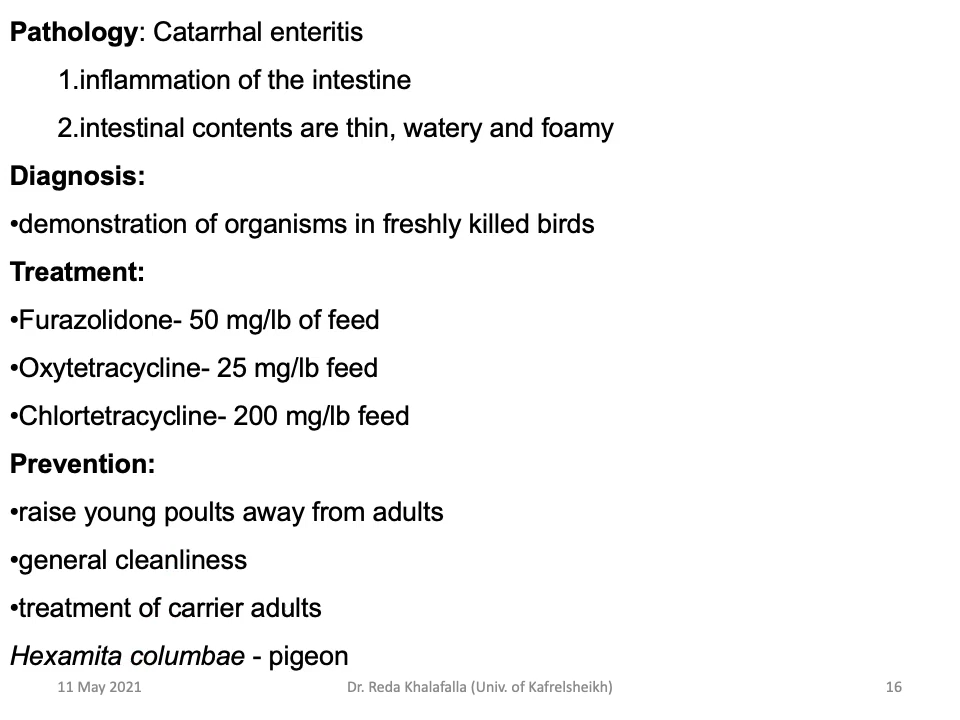 Pathology: Catarrhal enteritis
1.inflammation of the intestine
2.intestinal contents are thin, watery and foamy
Diagnosis:
•demonstration of organisms in freshly killed birds
Treatment:
•Furazolidone- 50 mg/lb of feed
•Oxytetracycline- 25 mg/lb feed
•Chlortetracycline- 200 mg/lb feed
Prevention:
•raise young poults away from adults
•general cleanliness
•treatment of carrier adults
Hexamita columbae - pigeon
11 May 2021 Dr. Reda Khalafalla (Univ. of Kafrelsheikh) 16